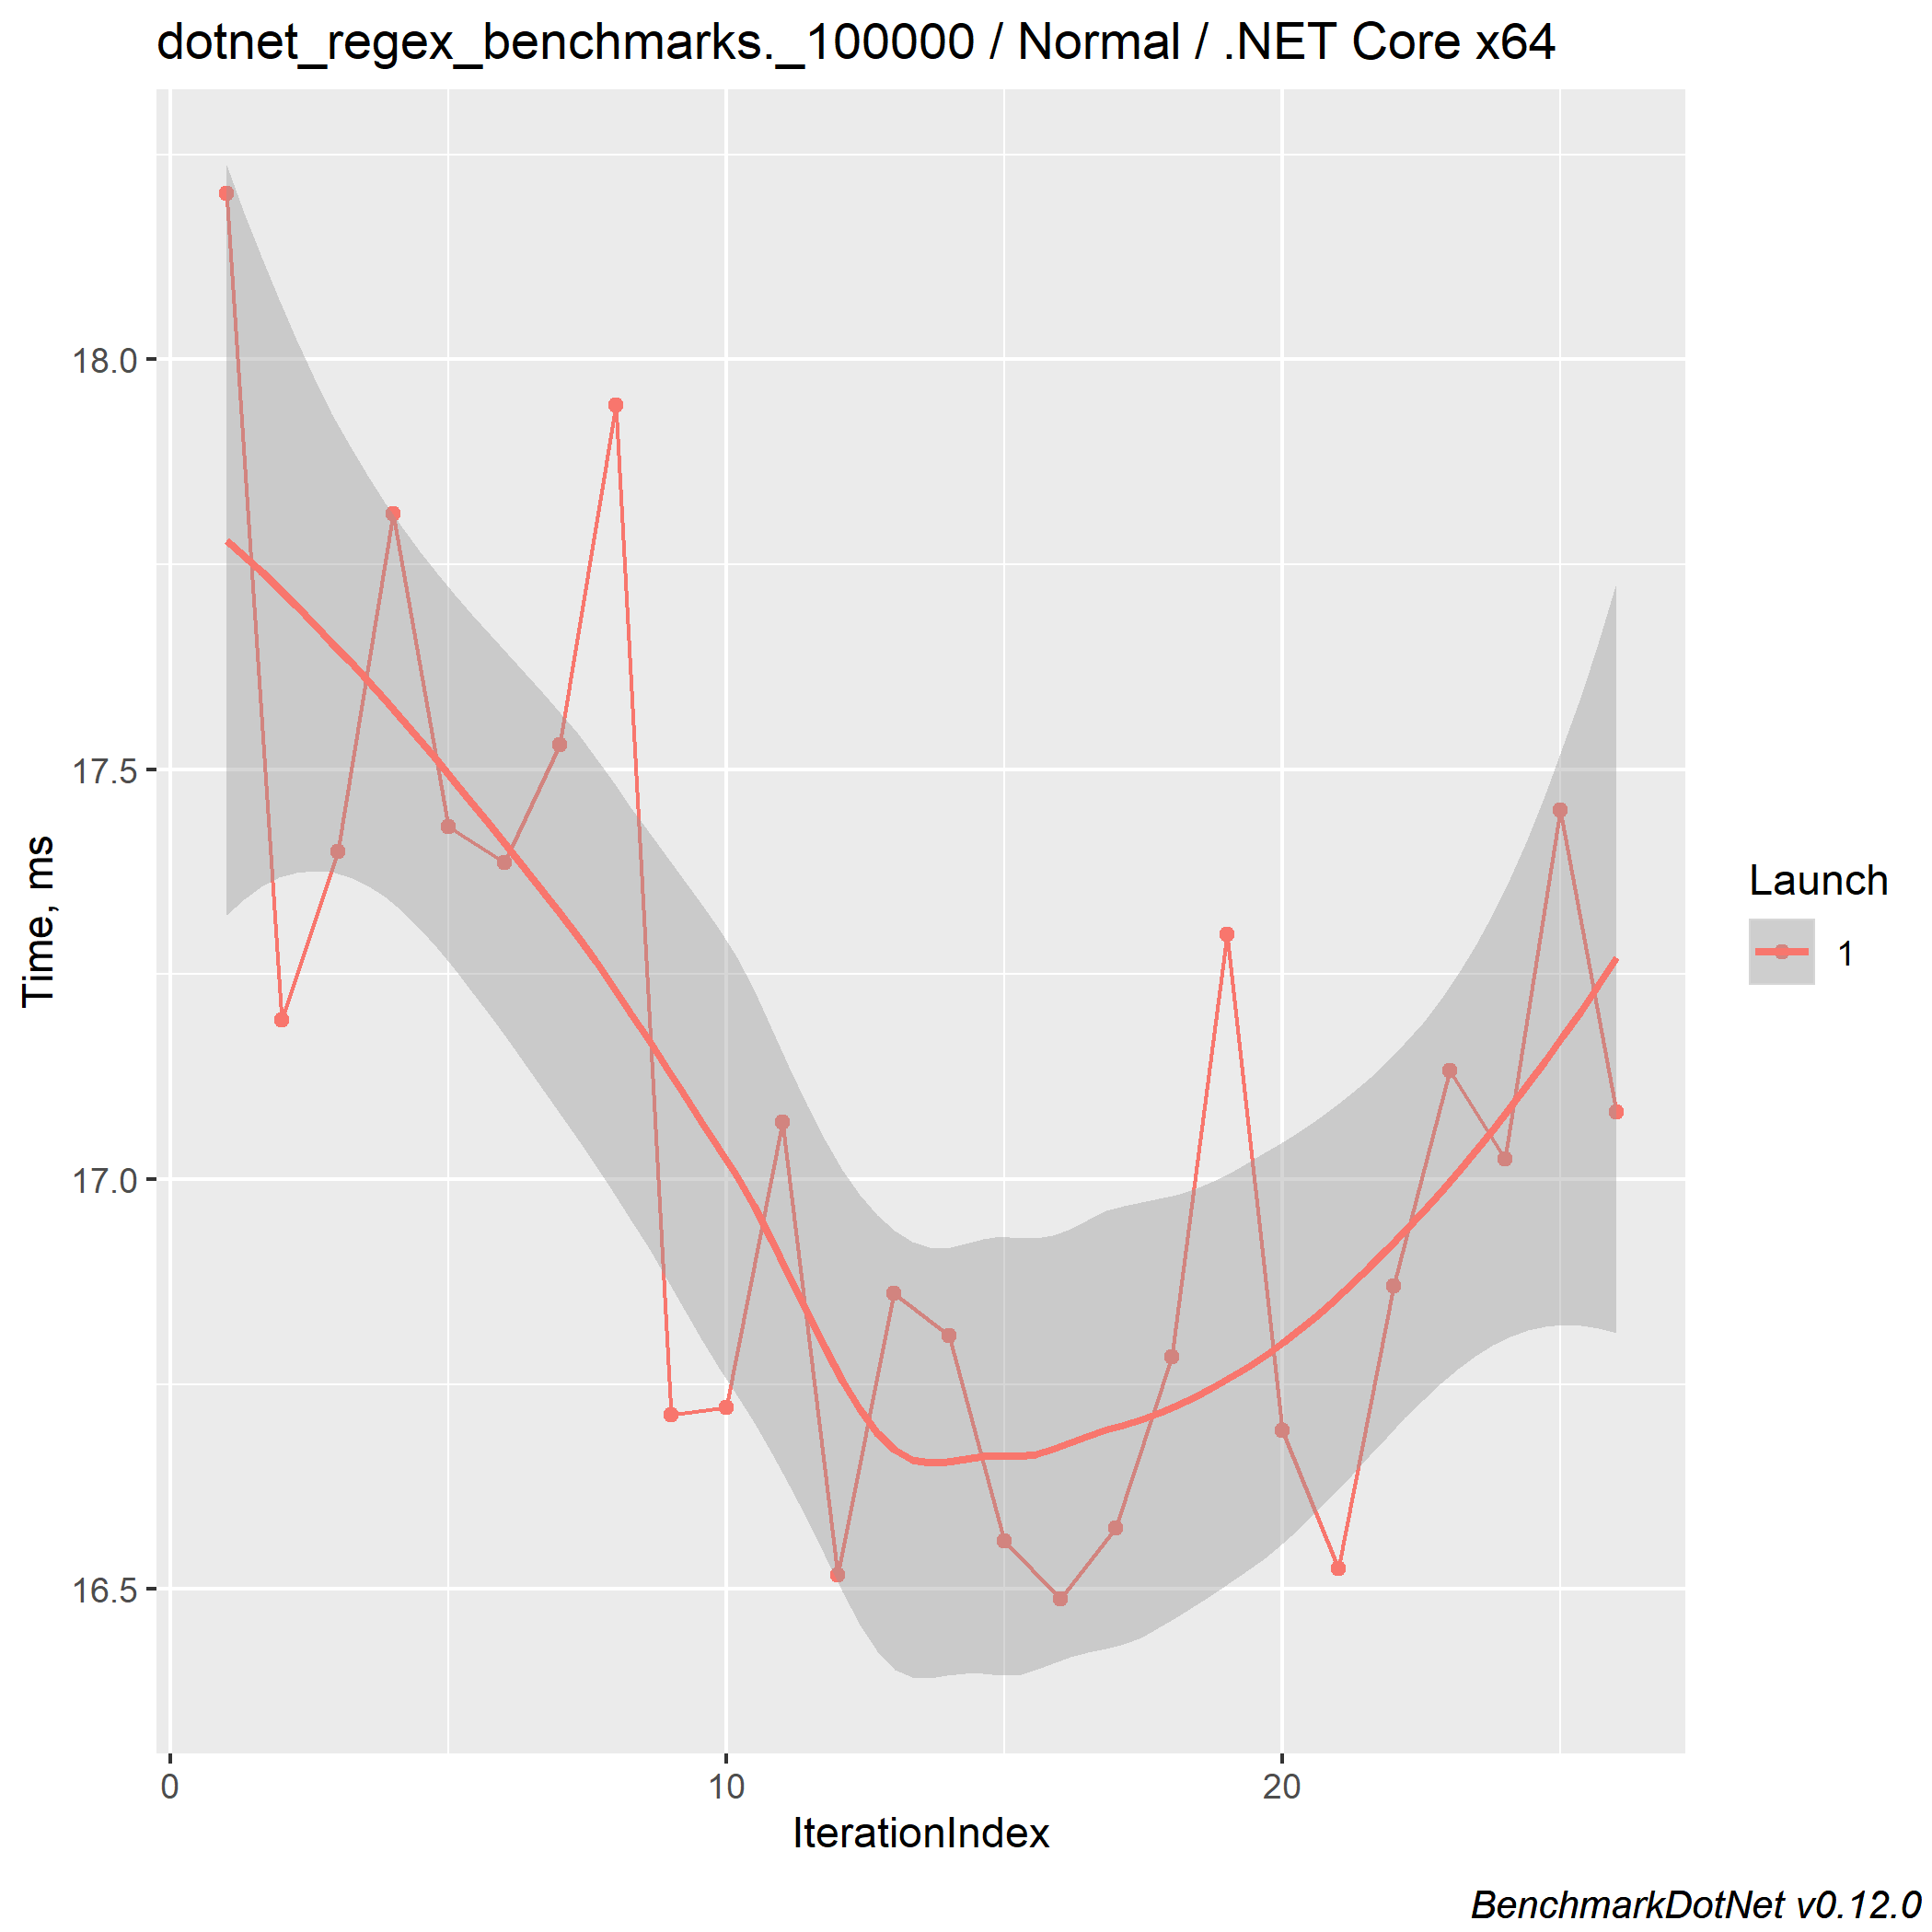 dotnet_regex_benchmarks._100000 / Normal / .NET Core x64
Time, ms
18.0
17.5
17.0
16.5
0 10 20
IterationIndex
Launch
1
BenchmarkDotNet v0.12.0